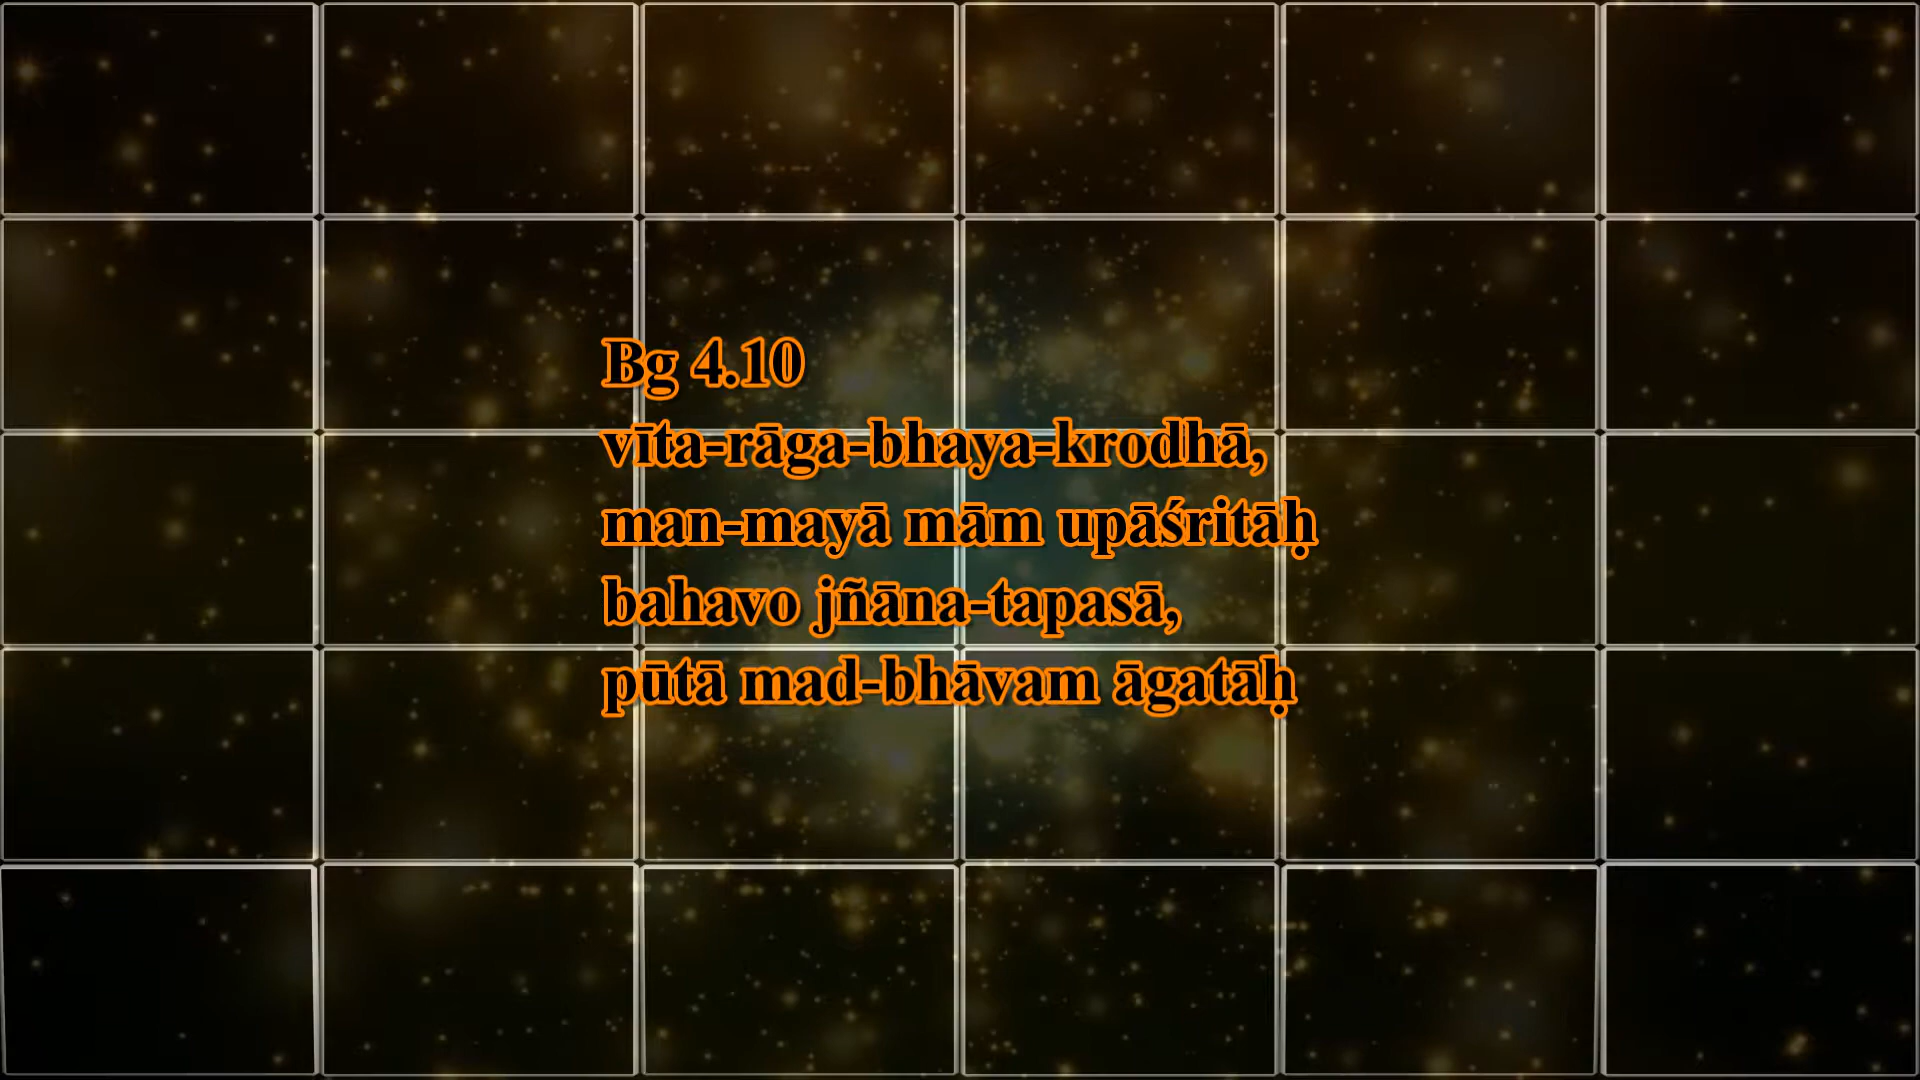 Bg 4.10
vīta-rāga-bhaya-krodhā,
man-mayā mām upāśritāḥ
bahavo jñāna-tapasā,
pūtā mad-bhāvam āgatāḥ